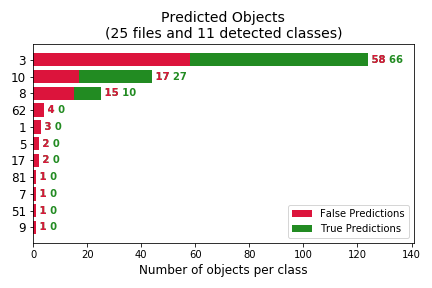 Predicted Objects
(25 files and 11 detected classes)
3 58 66
10 17 27
8 15 10
62 4 0
1 3 0
5 2 0
17 2 0
81 1 0
7 1 0
51 1 0
9 1 0
False Predictions
True Predictions
0 20 40 60 80 100 120 140
Number of objects per class